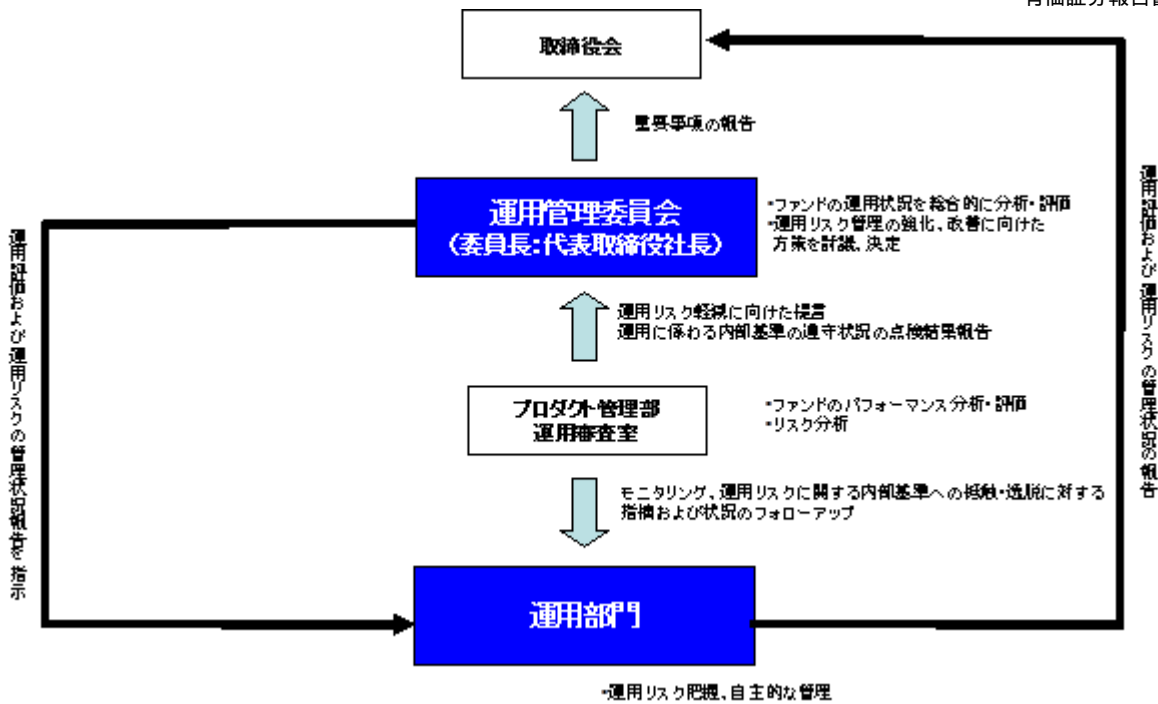 有価証券報告書
取締役会
重要事項の報告
運用管理委員会
(委員長:代表取締役社長)
・ファンドの運用状況を総合的に分析・評価
・運用リスク管理の強化、改善に向けた
方策を討議、決定
運用リスク軽減に向けた提言
運用に係わる内部基準の遵守状況の点検結果報告
プロダクト管理部
運用審査室
・ファンドのパフォーマンス分析・評価
・リスク分析
モニタリング、運用リスクに関する内部基準への抵触・逸脱に対する
指摘および状況のフォローアップ
運用部門
・運用リスク把握、自主的な管理
運用評価および運用リスクの管理状況報告を指示
運用評価および運用リスクの管理状況の報告